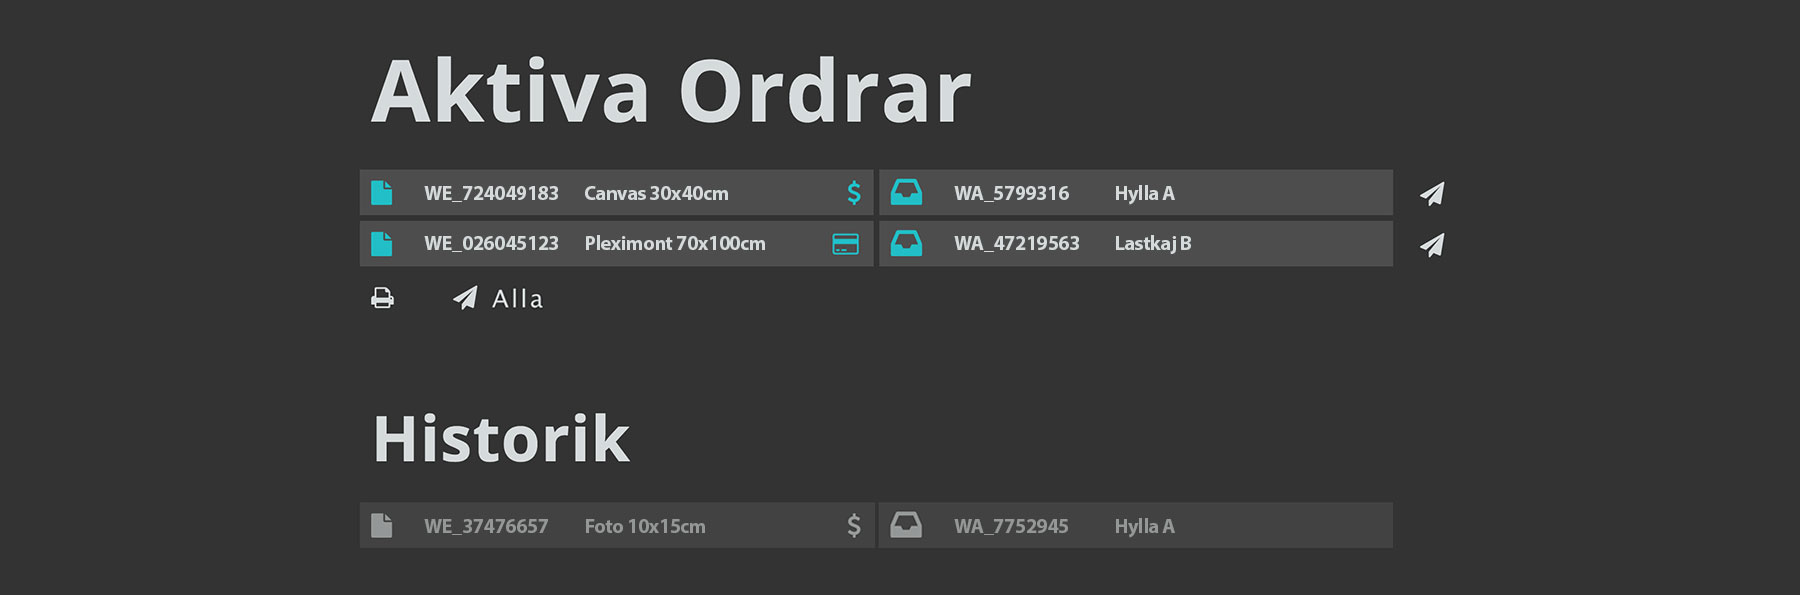 Aktiva Ordrar
WE_724049183 Canvas 30x40cm $ WA_5799316 Hylla A
WE_026045123 Pleximont 70x100cm WA_47219563 Lastkaj B
Alla
Historik
WE_37476657 Foto 10x15cm $ WA_7752945 Hylla A